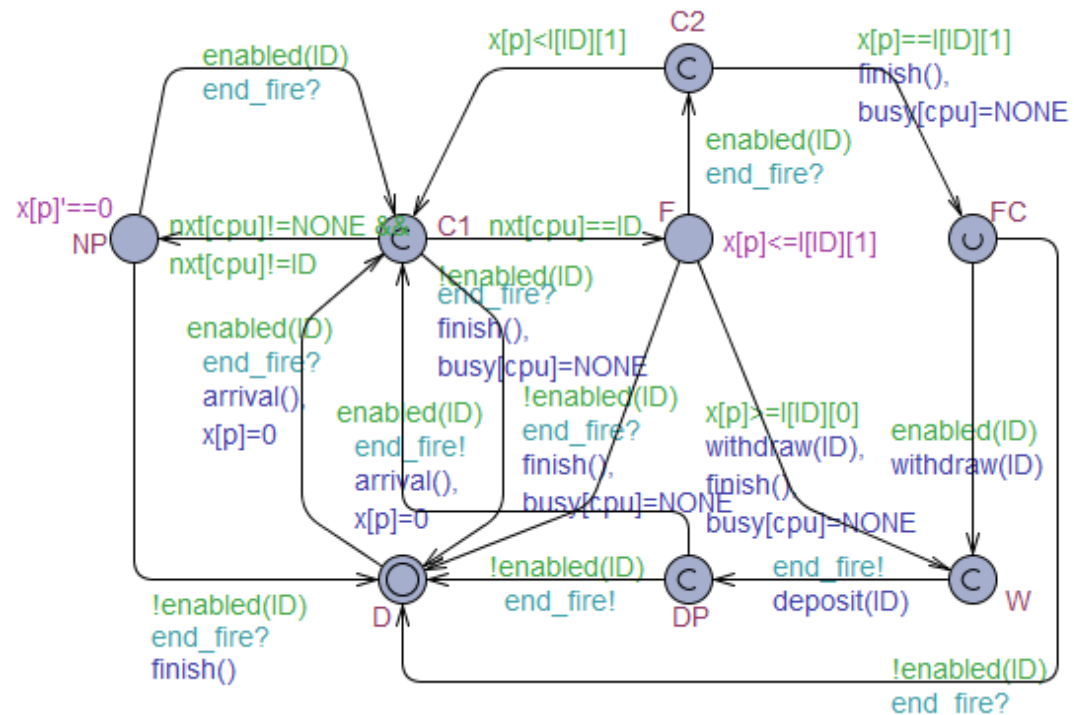 C2
x[p]<I[ID][1]
x[p]==I[ID][1]
finish(),
busy[cpu]=NONE
enabled(ID)
end_fire?
enabled(ID)
end_fire?
x[p]'==0
NP
nxt[cpu]!=NONE &&
nxt[cpu]!=ID
C
C
C1
nxt[cpu]==ID
F
x[p]<=I[ID][1]
FC
U
!enabled(ID)
end_fire?
finish(),
busy[cpu]=NONE
enabled(ID)
end_fire?
arrival(),
x[p]=0
enabled(ID)
end_fire!
arrival(),
x[p]=0
!enabled(ID)
end_fire?
finish(),
busy[cpu]=NONE
x[p]>=I[ID][0]
withdraw(ID),
finish(),
busy[cpu]=NONE
enabled(ID)
withdraw(ID)
!enabled(ID)
end_fire!
end_fire!
deposit(ID)
D
C
DP
C
W
!enabled(ID)
end_fire?
finish()
!enabled(ID)
end_fire?